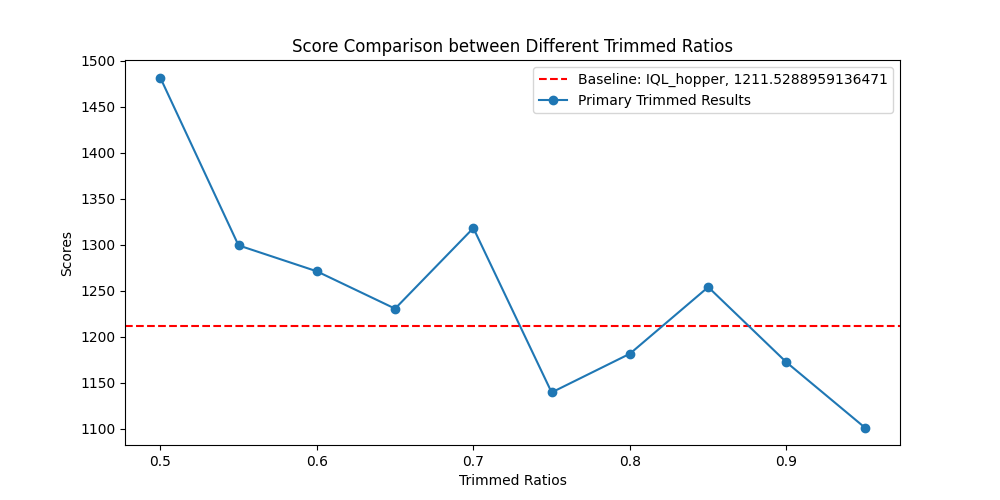 Score Comparison between Different Trimmed Ratios
Baseline: IQL_hopper, 1211.5288959136471
Primary Trimmed Results
1500
1450
1400
1350
1300
1250
1200
1150
1100
Scores
0.5 0.6 0.7 0.8 0.9
Trimmed Ratios